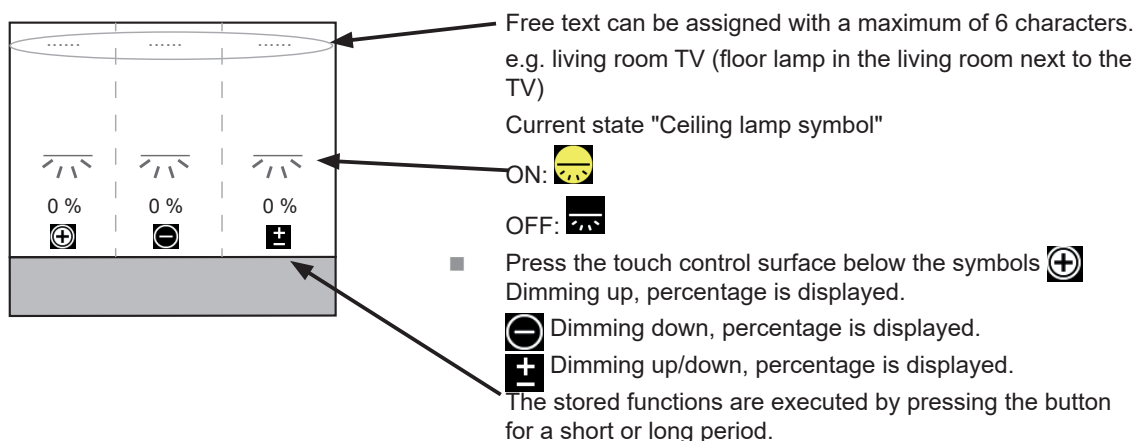 Free text can be assigned with a maximum of 6 characters.
e.g. living room TV (floor lamp in the living room next to the
TV)
Current state "Ceiling lamp symbol"
ON:
OFF:
Press the touch control surface below the symbols
Dimming up, percentage is displayed.
Dimming down, percentage is displayed.
Dimming up/down, percentage is displayed.
The stored functions are executed by pressing the button
for a short or long period.
...... ...... ......
0 % 0 % 0 %